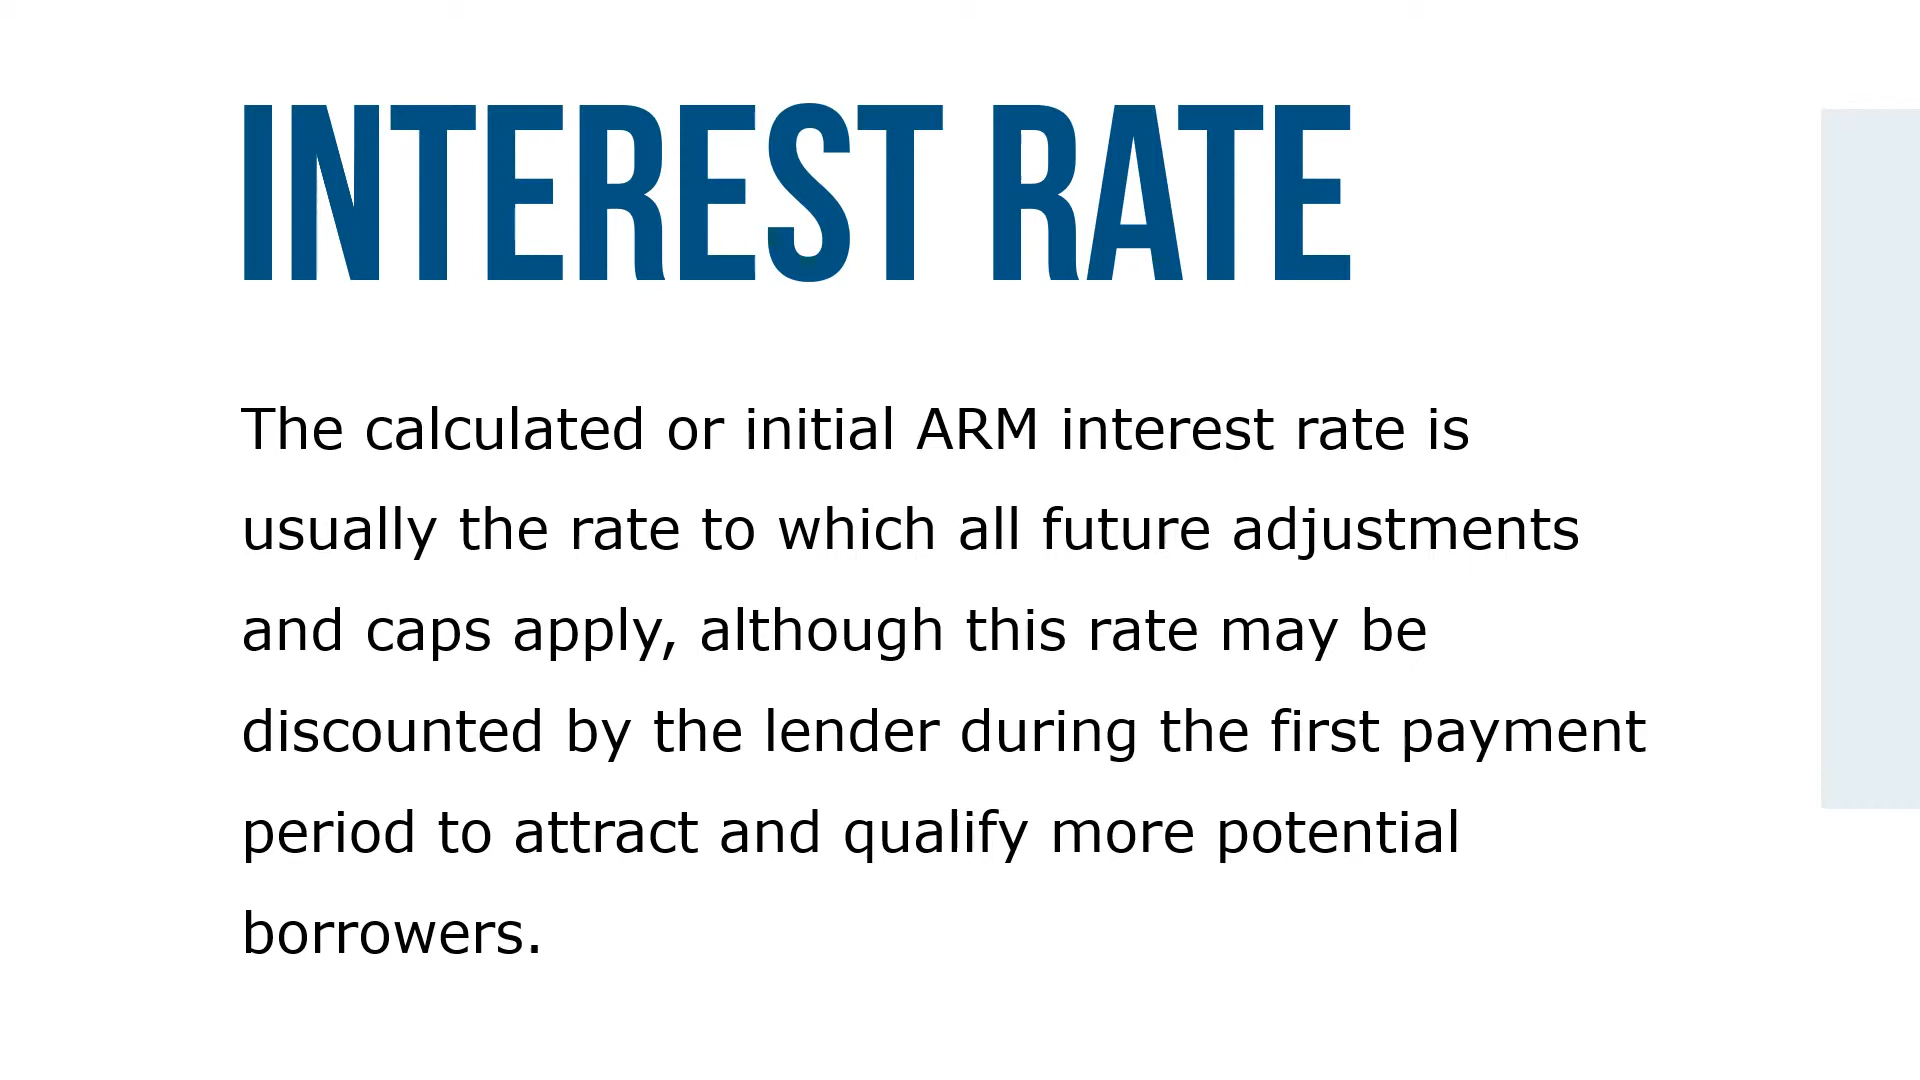 INTEREST RATE
The calculated or initial ARM interest rate is
usually the rate to which all future adjustments
and caps apply, although this rate may be
discounted by the lender during the first payment
period to attract and qualify more potential
borrowers.